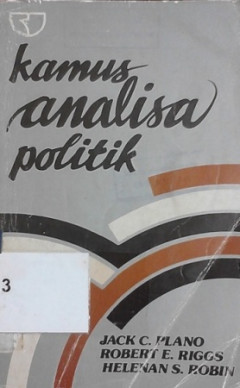 kamus
analisa
politik
3
JACK C. PLANO
ROBERT E. RIGGS
HELENAN S. ROBIN